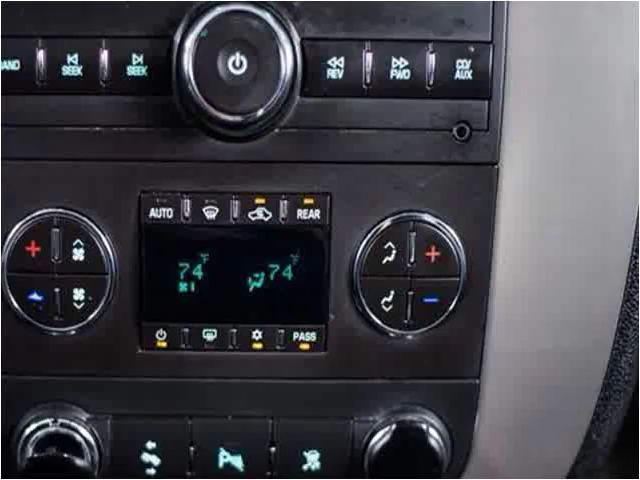 SEEK
SEEK
REV
FWD
CD/
AUX
AUTO
REAR
74°F
74°F
PASS